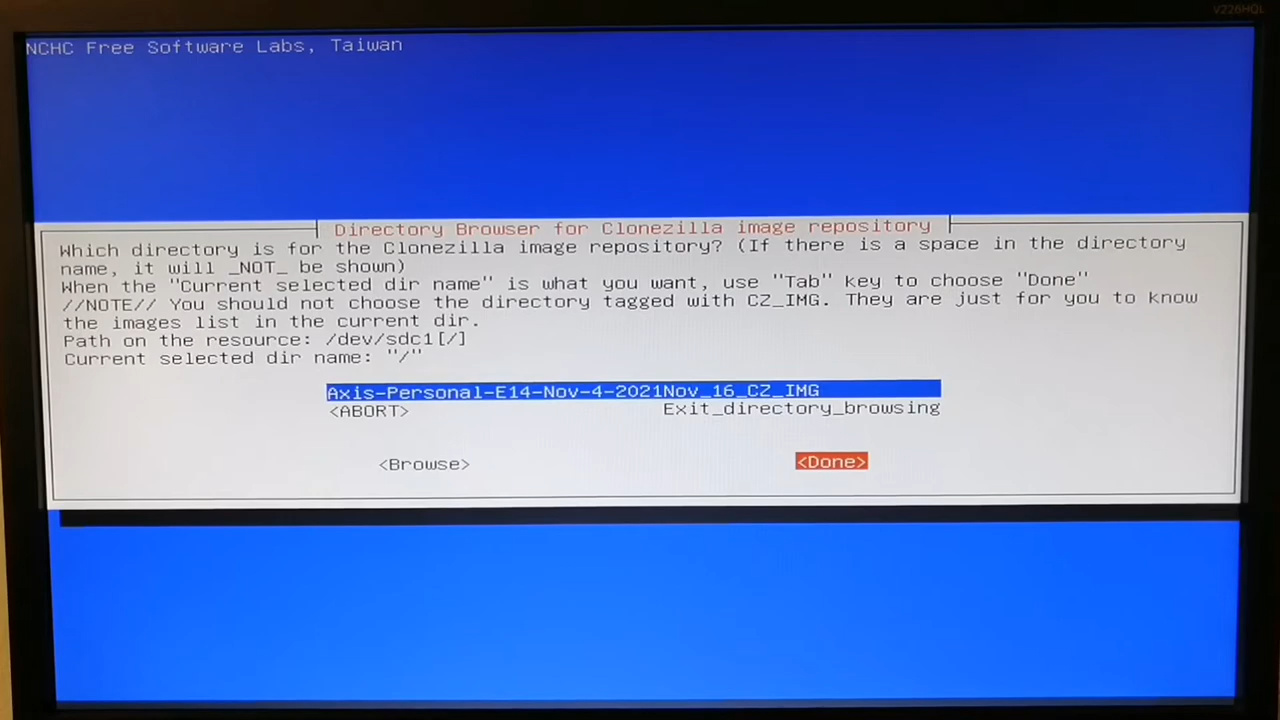 V226HQL
NCHC Free Software Labs, Taiwan
Directory Browser for Clonezilla image repository
Which directory is for the Clonezilla image repository? (If there is a space in the directory
name, it will _NOT_ be shown)
When the "Current selected dir name" is what you want, use "Tab" key to choose "Done"
//NOTE// You should not choose the directory tagged with CZ_IMG. They are just for you to know
the images list in the current dir.
Path on the resource: /dev/sdc1[/]
Current selected dir name: "/"
Axis-Personal-E14-Nov-4-2021Nov_16_CZ_IMG
<ABORT> Exit_directory_browsing
<Browse> <Done>